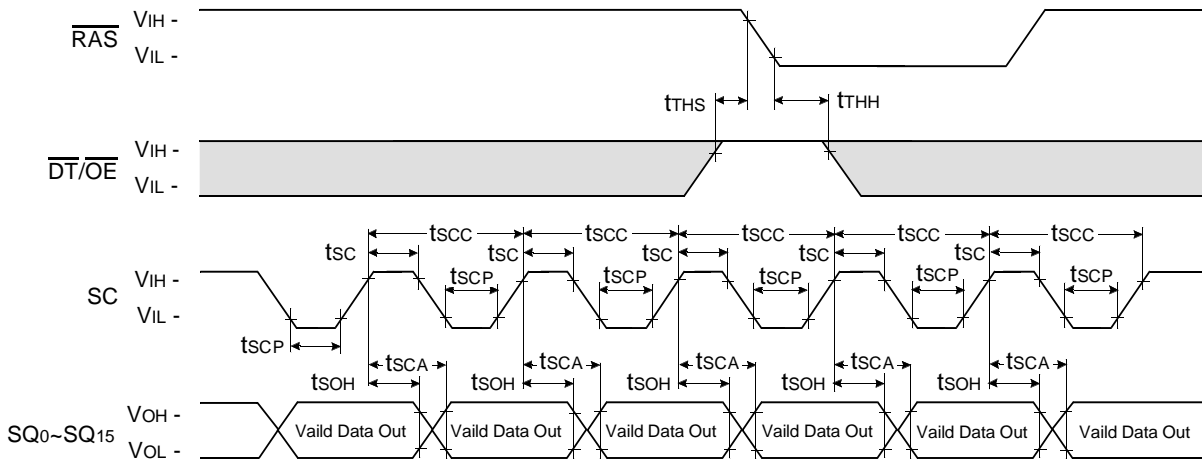 RAS VIH -
VIL -
tTHS tTHH
DT/OE VIH -
VIL -
tSCC tSCC tSCC tSCC tSCC
tSC tSC tSC tSC tSC
SC VIH -
VIL -
tSCP tSCP tSCP tSCP tSCP
tSCP
tSCA tSCA tSCA tSCA tSCA
tSOH tSOH tSOH tSOH tSOH
SQ0~SQ15 VOH -
VOL -
Vaild Data Out Vaild Data Out Vaild Data Out Vaild Data Out Vaild Data Out Vaild Data Out